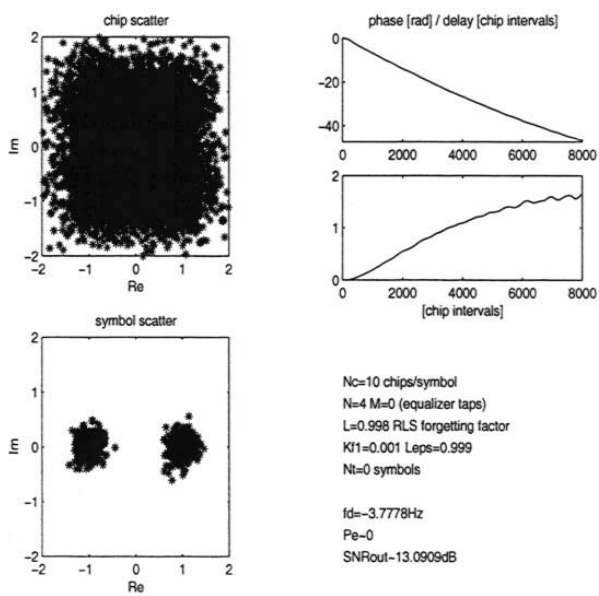 chip scatter
2
1
0
−1
−2
Im
−2
−1
0
1
2
Re
phase [rad] / delay [chip intervals]
0
−20
−40
0
2000
4000
6000
8000
2
1
0
0
2000
4000
6000
8000
[chip intervals]
symbol scatter
2
1
0
−1
−2
Im
−2
−1
0
1
2
Re
Nc=10 chips/symbol
N=4 M=0 (equalizer taps)
L=0.998 RLS forgetting factor
Kf1=0.001 Leps=0.999
Nt=0 symbols
fd=−3.7778Hz
Pe~0
SNRout~13.0909dB